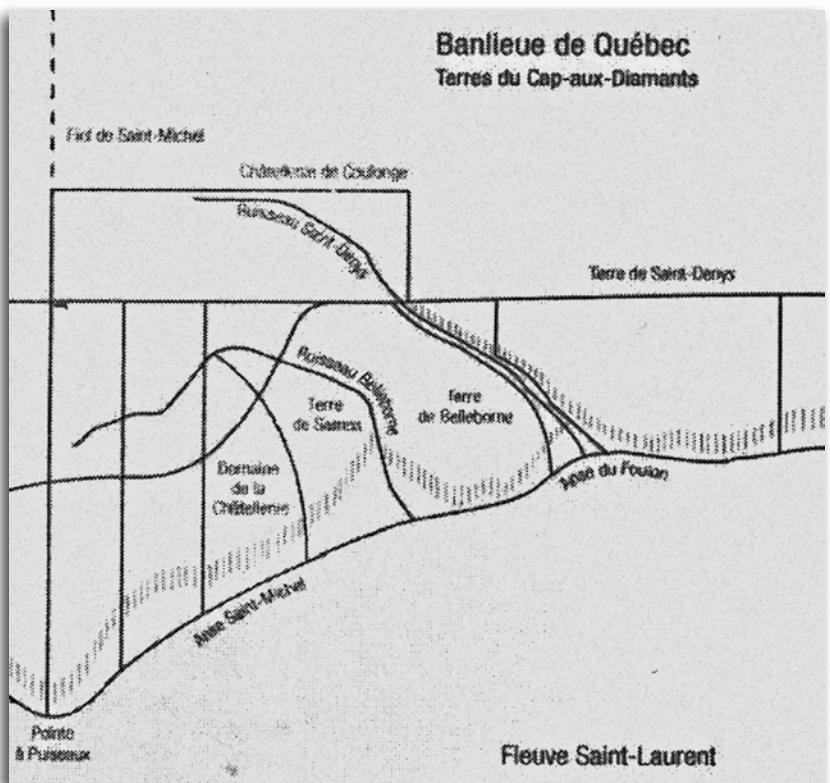 Banlieue de Québec
Terres du Cap-aux-Diamants
Fief de Saint-Michel
Châtellenie de Coulonge
Ruisseau Saint-Denys
Terre de Saint-Denys
Ruisseau Belleborne
Terre
de Samos
Terre
de Belleborne
Domaine
de la
Châtellenie
Anse du Foulon
Anse Saint-Michel
Pointe
à Puiseaux
Fleuve Saint-Laurent